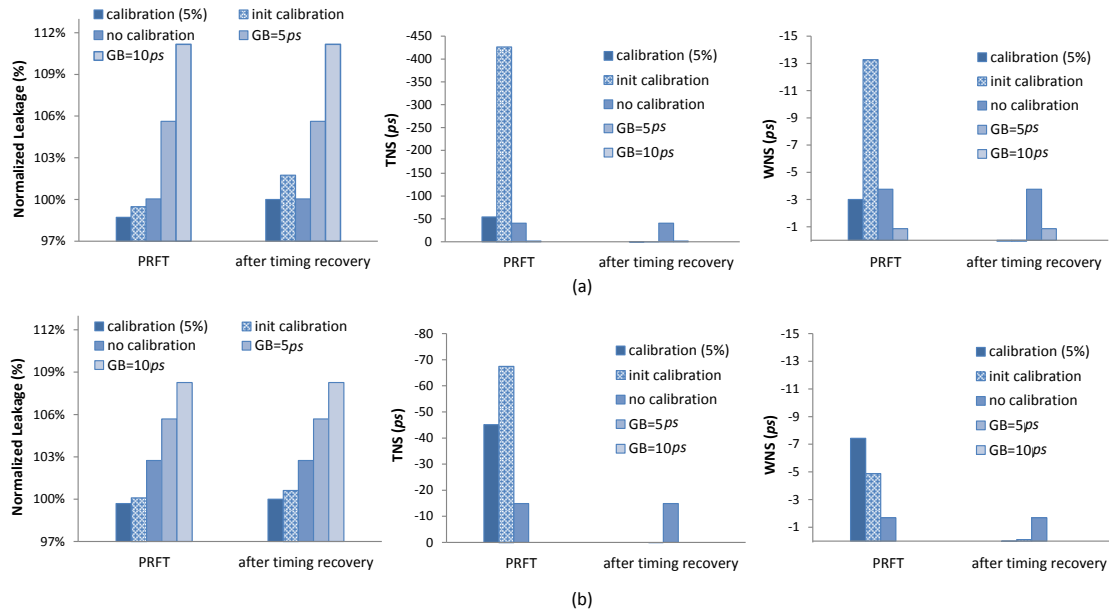 Normalized Leakage (%)
112%
109%
106%
103%
100%
97%
calibration (5%)
init calibration
no calibration
GB=5ps
GB=10ps
PRFT
after timing recovery
TNS (ps)
-450
-400
-350
-300
-250
-200
-150
-100
-50
0
calibration (5%)
init calibration
no calibration
GB=5ps
GB=10ps
PRFT
after timing recovery
WNS (ps)
-15
-13
-11
-9
-7
-5
-3
-1
calibration (5%)
init calibration
no calibration
GB=5ps
GB=10ps
PRFT
after timing recovery
(a)
Normalized Leakage (%)
112%
109%
106%
103%
100%
97%
calibration (5%)
init calibration
no calibration
GB=5ps
GB=10ps
PRFT
after timing recovery
TNS (ps)
-80
-70
-60
-50
-40
-30
-20
-10
0
calibration (5%)
init calibration
no calibration
GB=5ps
GB=10ps
PRFT
after timing recovery
WNS (ps)
-15
-13
-11
-9
-7
-5
-3
-1
calibration (5%)
init calibration
no calibration
GB=5ps
GB=10ps
PRFT
after timing recovery
(b)